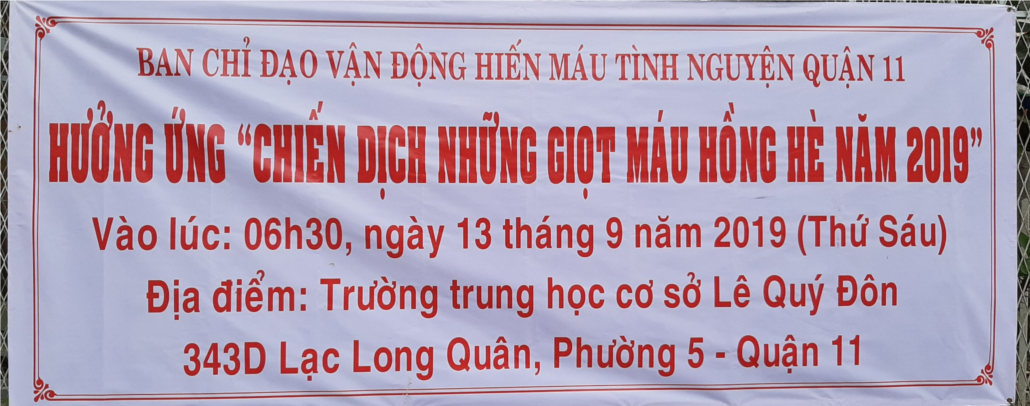 BAN CHỈ ĐẠO VẬN ĐỘNG HIẾN MÁU TÌNH NGUYỆN QUẬN 11
HƯỞNG ỨNG “CHIẾN DỊCH NHỮNG GIỌT MÁU HỒNG HÈ NĂM 2019”
Vào lúc: 06h30, ngày 13 tháng 9 năm 2019 (Thứ Sáu)
Địa điểm: Trường trung học cơ sở Lê Quý Đôn
343D Lạc Long Quân, Phường 5 - Quận 11